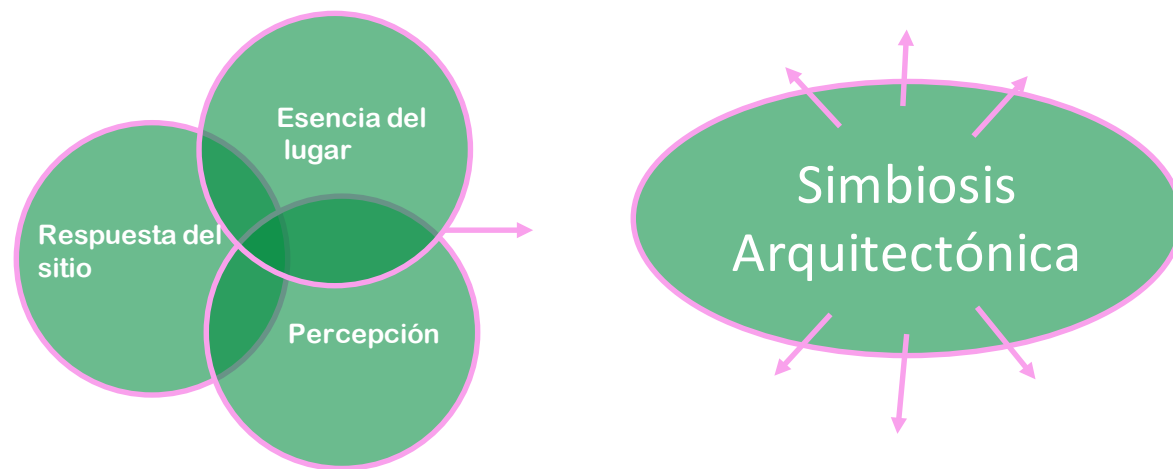 Esencia del
lugar
Respuesta del
sitio
Percepción
Simbiosis
Arquitectónica